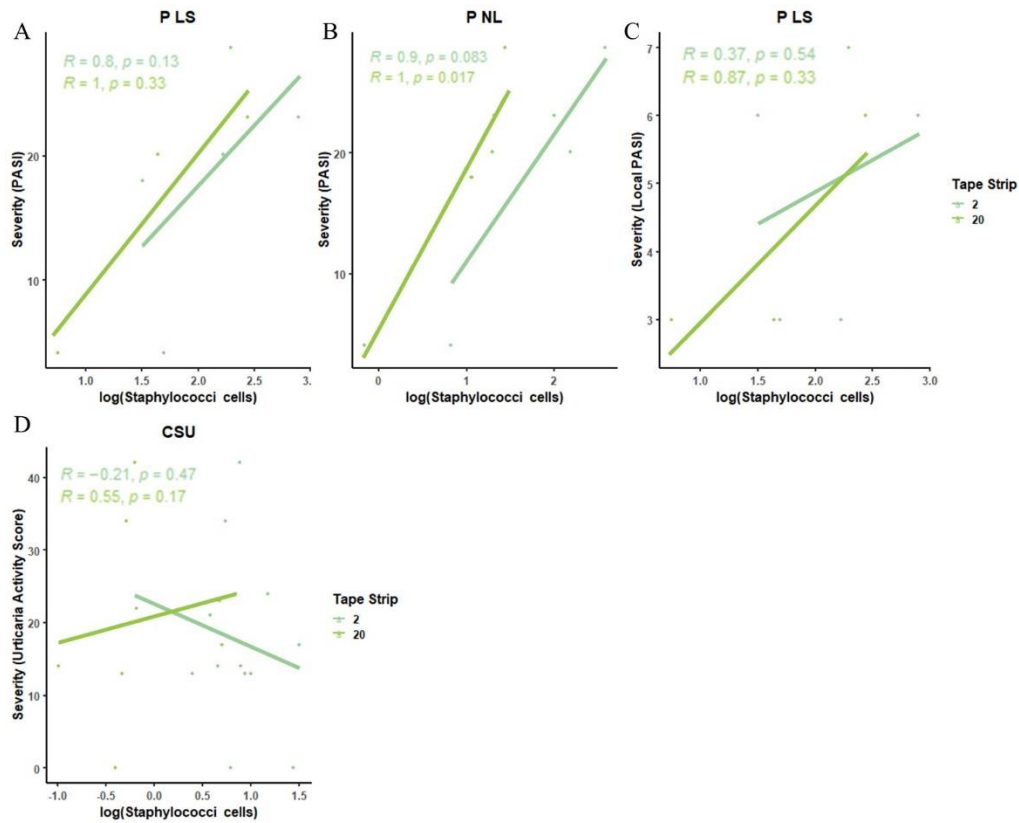 A
P LS
R = 0.8, p = 0.13
R = 1, p = 0.33
Severity (PASI)
20
10
1.0 1.5 2.0 2.5 3.
log(Staphylococci cells)
B
P NL
R = 0.9, p = 0.083
R = 1, p = 0.017
Severity (PASI)
20
10
0 1 2
log(Staphylococci cells)
C
P LS
R = 0.37, p = 0.54
R = 0.87, p = 0.33
Severity (Local PASI)
7
6
5
4
3
1.0 1.5 2.0 2.5 3.0
log(Staphylococci cells)
Tape Strip
2
20
D
CSU
R = −0.21, p = 0.47
R = 0.55, p = 0.17
Severity (Urticaria Activity Score)
40
30
20
10
0
-1.0 -0.5 0.0 0.5 1.0 1.5
log(Staphylococci cells)
Tape Strip
2
20